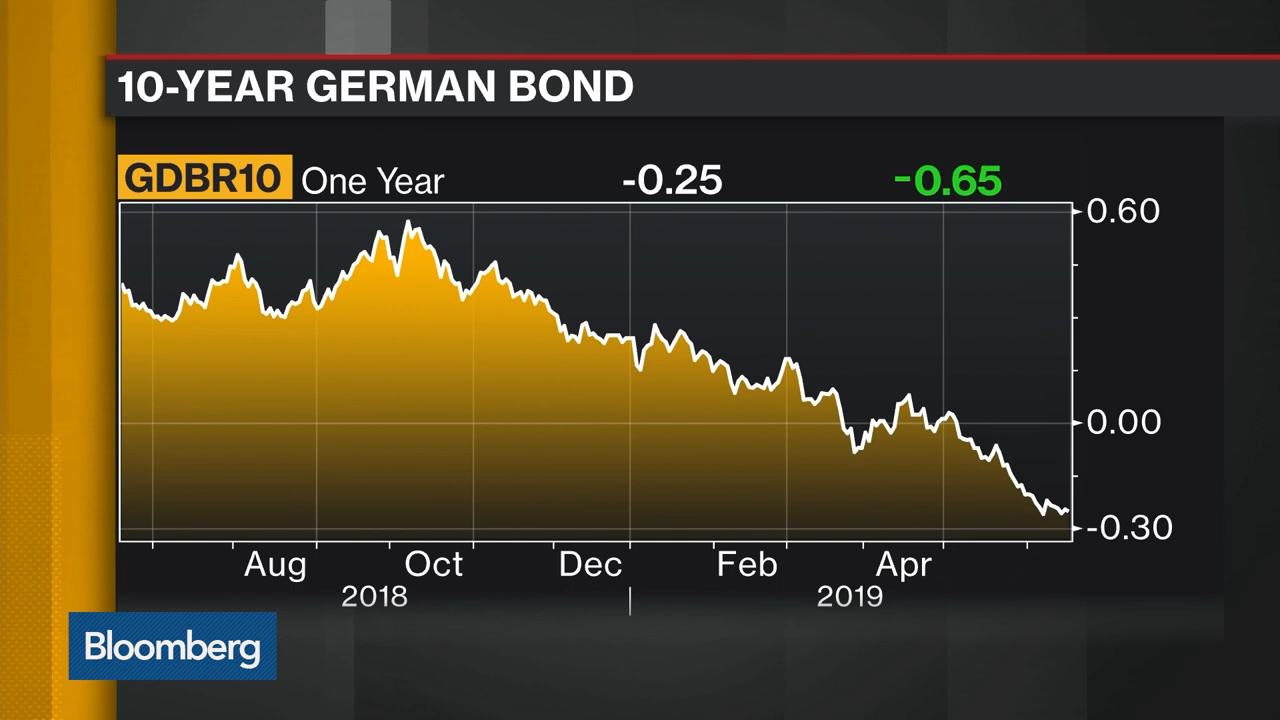 10-YEAR GERMAN BOND
GDBR10 One Year -0.25 -0.65
0.60
0.00
-0.30
Aug Oct Dec Feb Apr
2018 2019
Bloomberg